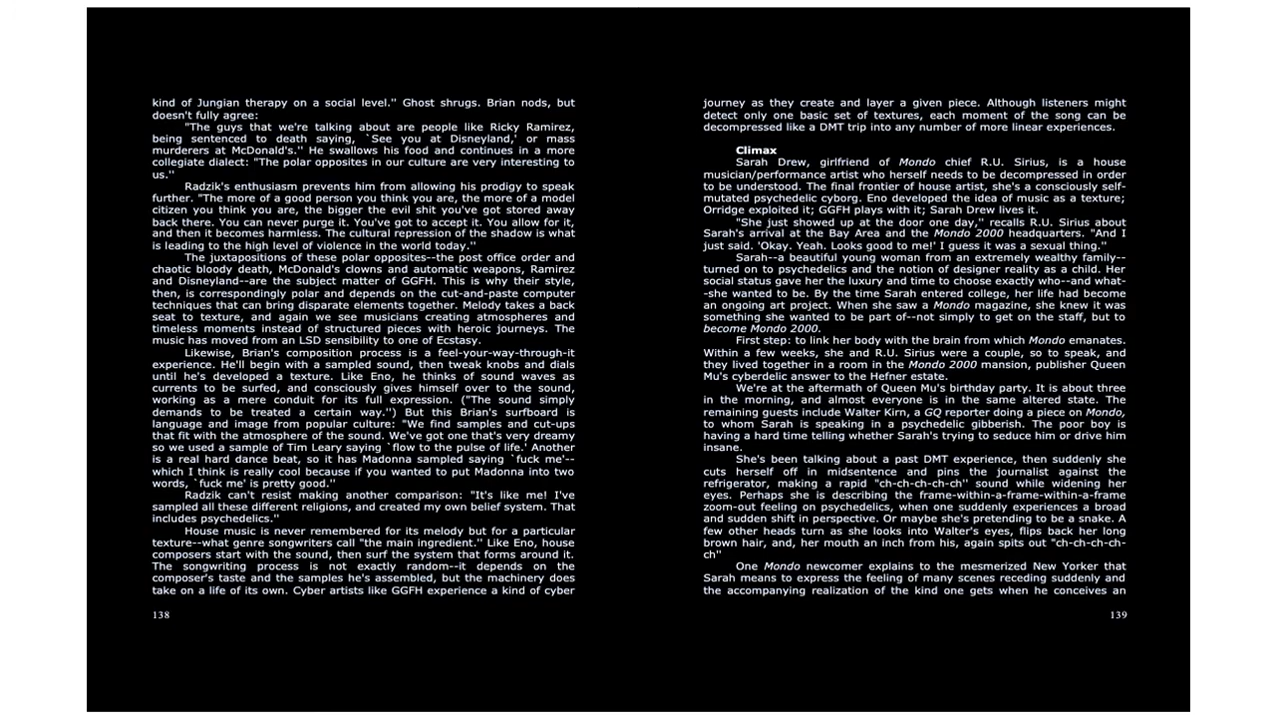 kind of Jungian therapy on a social level." Ghost shrugs. Brian nods, but
doesn't fully agree:
"The guys that we're talking about are people like Ricky Ramirez,
being sentenced to death saying, `See you at Disneyland,' or mass
murderers at McDonald's." He swallows his food and continues in a more
collegiate dialect: "The polar opposites in our culture are very interesting to
us."
Radzik's enthusiasm prevents him from allowing his prodigy to speak
further. "The more of a good person you think you are, the more of a model
citizen you think you are, the bigger the evil shit you've got stored away
back there. You can never purge it. You've got to accept it. You allow for it,
and then it becomes harmless. The cultural repression of the shadow is what
is leading to the high level of violence in the world today."
The juxtapositions of these polar opposites--the post office order and
chaotic bloody death, McDonald's clowns and automatic weapons, Ramirez
and Disneyland--are the subject matter of GGFH. This is why their style,
then, is correspondingly polar and depends on the cut-and-paste computer
techniques that can bring disparate elements together. Melody takes a back
seat to texture, and again we see musicians creating atmospheres and
timeless moments instead of structured pieces with heroic journeys. The
music has moved from an LSD sensibility to one of Ecstasy.
Likewise, Brian's composition process is a feel-your-way-through-it
experience. He'll begin with a sampled sound, then tweak knobs and dials
until he's developed a texture. Like Eno, he thinks of sound waves as
currents to be surfed, and consciously gives himself over to the sound,
working as a mere conduit for its full expression. ("The sound simply
demands to be treated a certain way.") But this Brian's surfboard is
language and image from popular culture: "We find samples and cut-ups
that fit with the atmosphere of the sound. We've got one that's very dreamy
so we used a sample of Tim Leary saying `flow to the pulse of life.' Another
is a real hard dance beat, so it has Madonna sampled saying `fuck me'--
which I think is really cool because if you wanted to put Madonna into two
words, `fuck me' is pretty good."
Radzik can't resist making another comparison: "It's like me! I've
sampled all these different religions, and created my own belief system. That
includes psychedelics."
House music is never remembered for its melody but for a particular
texture--what genre songwriters call "the main ingredient." Like Eno, house
composers start with the sound, then surf the system that forms around it.
The songwriting process is not exactly random--it depends on the
composer's taste and the samples he's assembled, but the machinery does
take on a life of its own. Cyber artists like GGFH experience a kind of cyber
138
journey as they create and layer a given piece. Although listeners might
detect only one basic set of textures, each moment of the song can be
decompressed like a DMT trip into any number of more linear experiences.
Climax
Sarah Drew, girlfriend of Mondo chief R.U. Sirius, is a house
musician/performance artist who herself needs to be decompressed in order
to be understood. The final frontier of house artist, she's a consciously self-
mutated psychedelic cyborg. Eno developed the idea of music as a texture;
Orridge exploited it; GGFH plays with it; Sarah Drew lives it.
"She just showed up at the door one day," recalls R.U. Sirius about
Sarah's arrival at the Bay Area and the Mondo 2000 headquarters. "And I
just said. 'Okay. Yeah. Looks good to me!' I guess it was a sexual thing."
Sarah--a beautiful young woman from an extremely wealthy family--
turned on to psychedelics and the notion of designer reality as a child. Her
social status gave her the luxury and time to choose exactly who--and what-
-she wanted to be. By the time Sarah entered college, her life had become
an ongoing art project. When she saw a Mondo magazine, she knew it was
something she wanted to be part of--not simply to get on the staff, but to
become Mondo 2000.
First step: to link her body with the brain from which Mondo emanates.
Within a few weeks, she and R.U. Sirius were a couple, so to speak, and
they lived together in a room in the Mondo 2000 mansion, publisher Queen
Mu's cyberdelic answer to the Hefner estate.
We're at the aftermath of Queen Mu's birthday party. It is about three
in the morning, and almost everyone is in the same altered state. The
remaining guests include Walter Kirn, a GQ reporter doing a piece on Mondo,
to whom Sarah is speaking in a psychedelic gibberish. The poor boy is
having a hard time telling whether Sarah's trying to seduce him or drive him
insane.
She's been talking about a past DMT experience, then suddenly she
cuts herself off in midsentence and pins the journalist against the
refrigerator, making a rapid "ch-ch-ch-ch-ch" sound while widening her
eyes. Perhaps she is describing the frame-within-a-frame-within-a-frame
zoom-out feeling on psychedelics, when one suddenly experiences a broad
and sudden shift in perspective. Or maybe she's pretending to be a snake. A
few other heads turn as she looks into Walter's eyes, flips back her long
brown hair, and, her mouth an inch from his, again spits out "ch-ch-ch-ch-
ch"
One Mondo newcomer explains to the mesmerized New Yorker that
Sarah means to express the feeling of many scenes receding suddenly and
the accompanying realization of the kind one gets when he conceives an
139